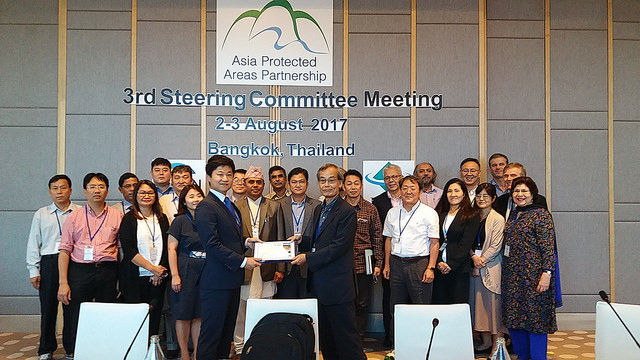 Asia Protected
Areas Partnership
3rd Steering Committee Meeting
2-3 August 2017
Bangkok, Thailand